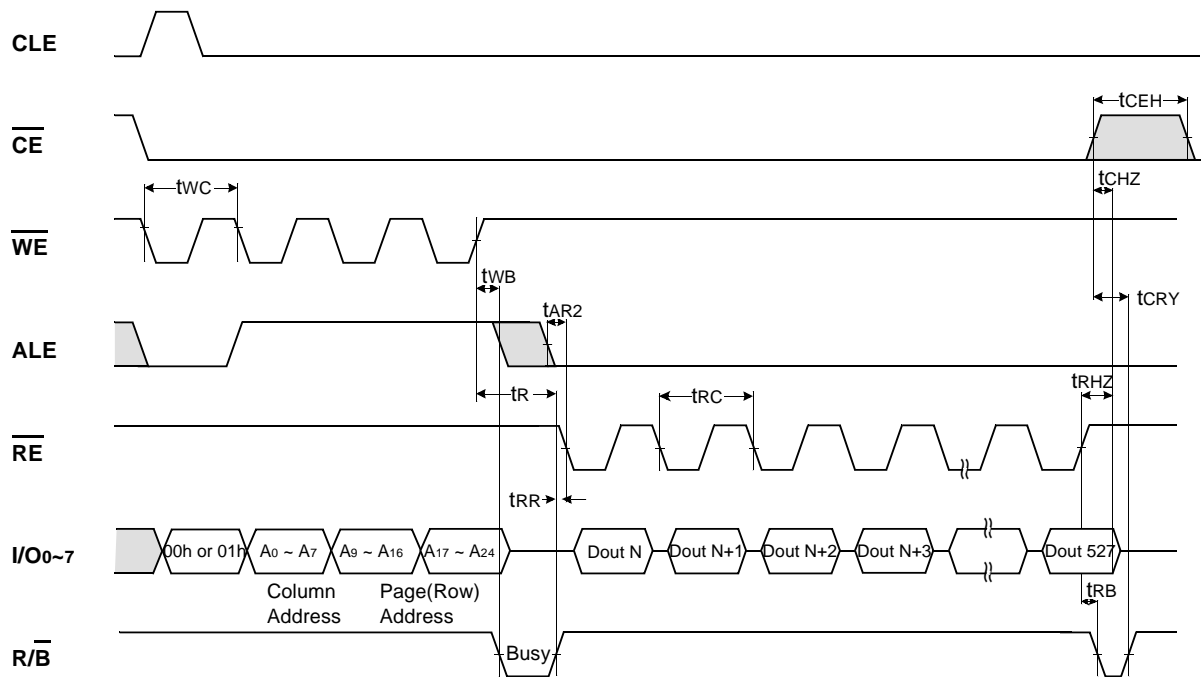 CLE
tCEH
CE
tCHZ
tWC
WE
tWB
tCRY
tAR2
ALE
tR
tRC
tRHZ
RE
tRR
I/O0~7
00h or 01h
A0 ~ A7
A9 ~ A16
A17 ~ A24
Dout N
Dout N+1
Dout N+2
Dout N+3
Dout 527
Column
Address
Page(Row)
Address
tRB
R/B
Busy